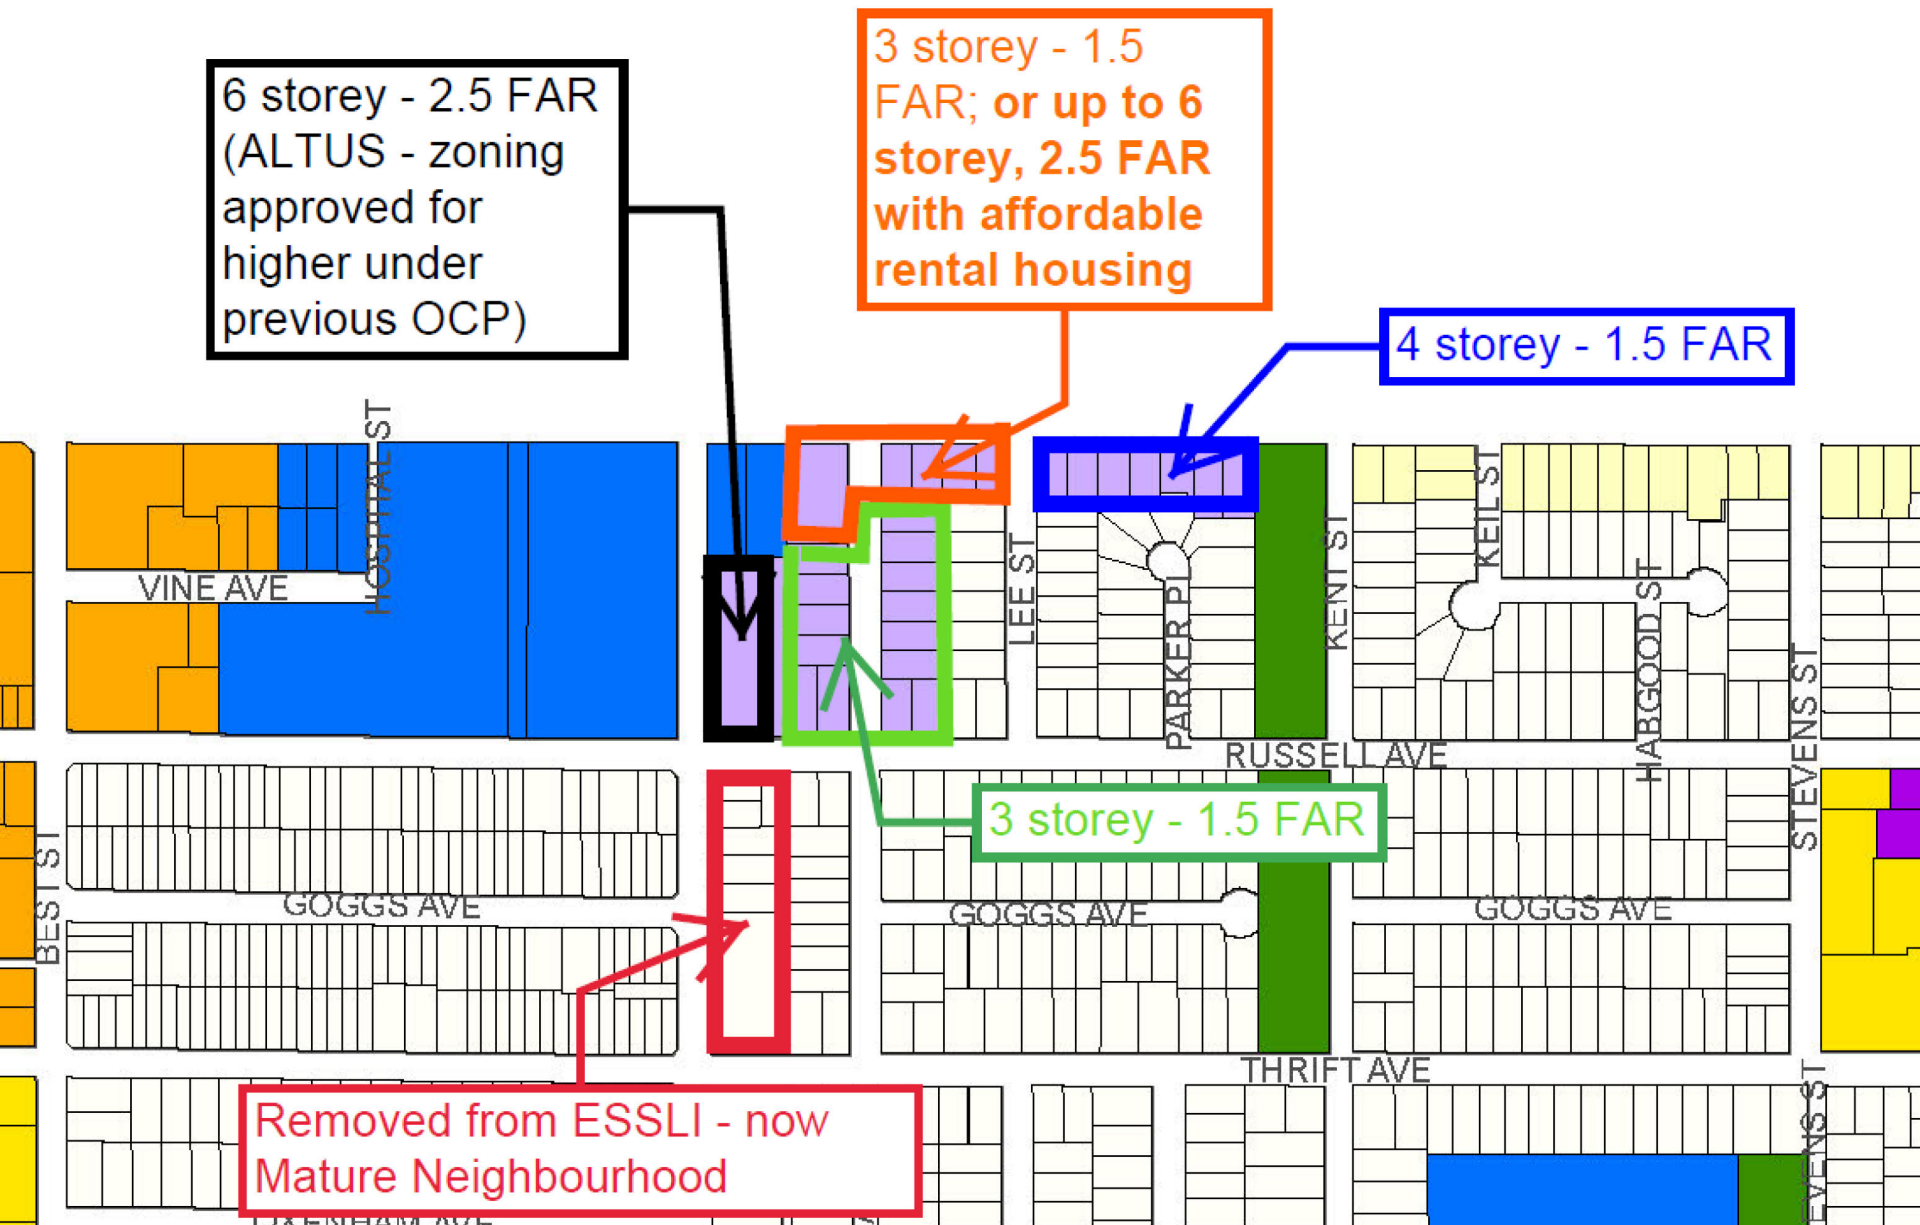 3 storey - 1.5
FAR; or up to 6
storey, 2.5 FAR
with affordable
rental housing
6 storey - 2.5 FAR
(ALTUS - zoning
approved for
higher under
previous OCP)
4 storey - 1.5 FAR
HOSPITAL ST
VINE AVE
LEE ST
PARKER PL
KENT ST
KEIL ST
HABGOOD ST
STEVENS ST
RUSSELL AVE
3 storey - 1.5 FAR
BEST ST
GOGGS AVE
GOGGS AVE
GOGGS AVE
THRIFT AVE
Removed from ESSLI - now
Mature Neighbourhood
EVENS ST